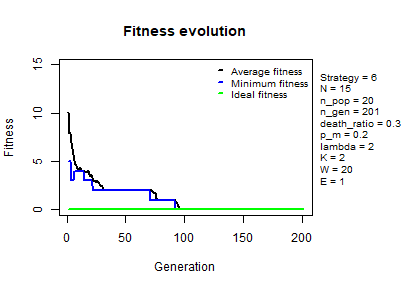 Fitness evolution
Fitness
15
10
5
0
Average fitness
Minimum fitness
Ideal fitness
Strategy = 6
N = 15
n_pop = 20
n_gen = 201
death_ratio = 0.3
p_m = 0.2
lambda = 2
K = 2
W = 20
E = 1
0 50 100 150 200
Generation